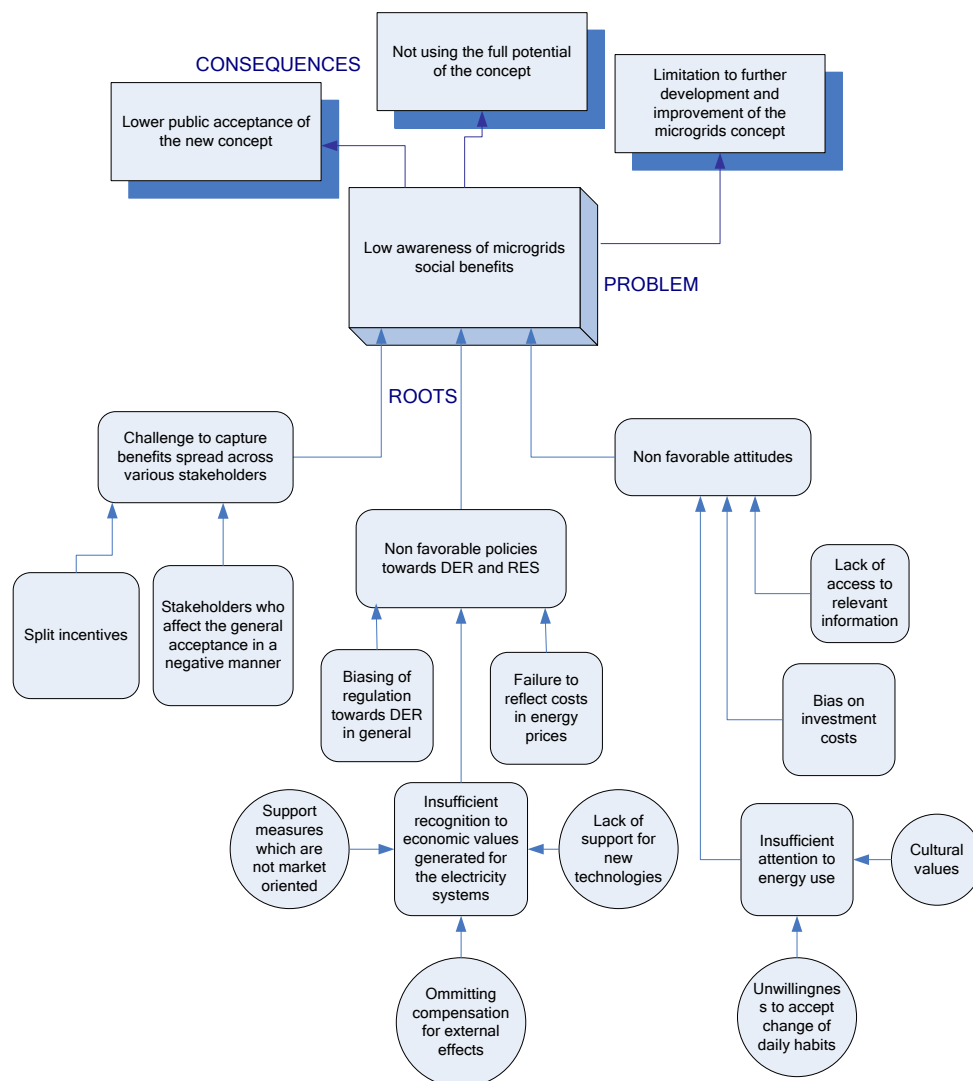 CONSEQUENCES
Not using the full potential
of the concept
Limitation to further
development and
improvement of the
microgrids concept
Lower public acceptance of
the new concept
Low awareness of microgrids
social benefits
PROBLEM
ROOTS
Challenge to capture
benefits spread across
various stakeholders
Non favorable attitudes
Non favorable policies
towards DER and RES
Split incentives
Stakeholders who
affect the general
acceptance in a
negative manner
Lack of
access to
relevant
information
Biasing of
regulation
towards DER
in general
Failure to
reflect costs
in energy
prices
Bias on
investment
costs
Support
measures
which are
not market
oriented
Insufficient
recognition to
economic values
generated for
the electricity
systems
Lack of
support for
new
technologies
Insufficient
attention to
energy use
Cultural
values
Ommitting
compensation
for external
effects
Unwillingnes
s to accept
change of
daily habits